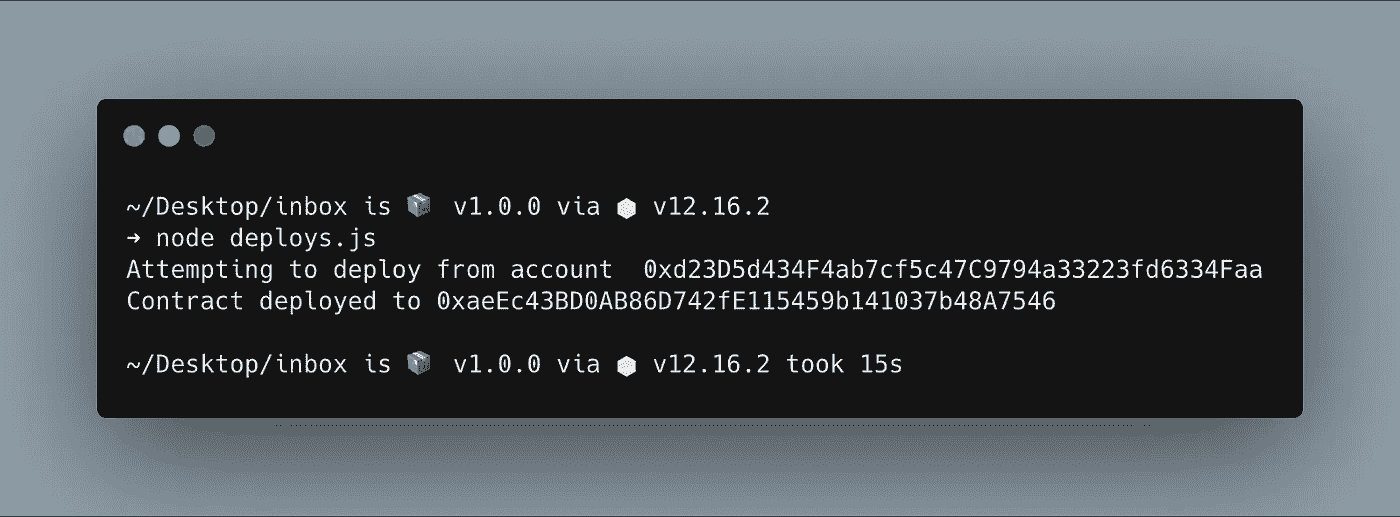 ~/Desktop/inbox is 📦 v1.0.0 via ⬢ v12.16.2
➜ node deploys.js
Attempting to deploy from account  0xd23D5d434F4ab7cf5c47C9794a33223fd6334Faa
Contract deployed to 0xaeEc43BD0AB86D742fE115459b141037b48A7546
~/Desktop/inbox is 📦 v1.0.0 via ⬢ v12.16.2 took 15s